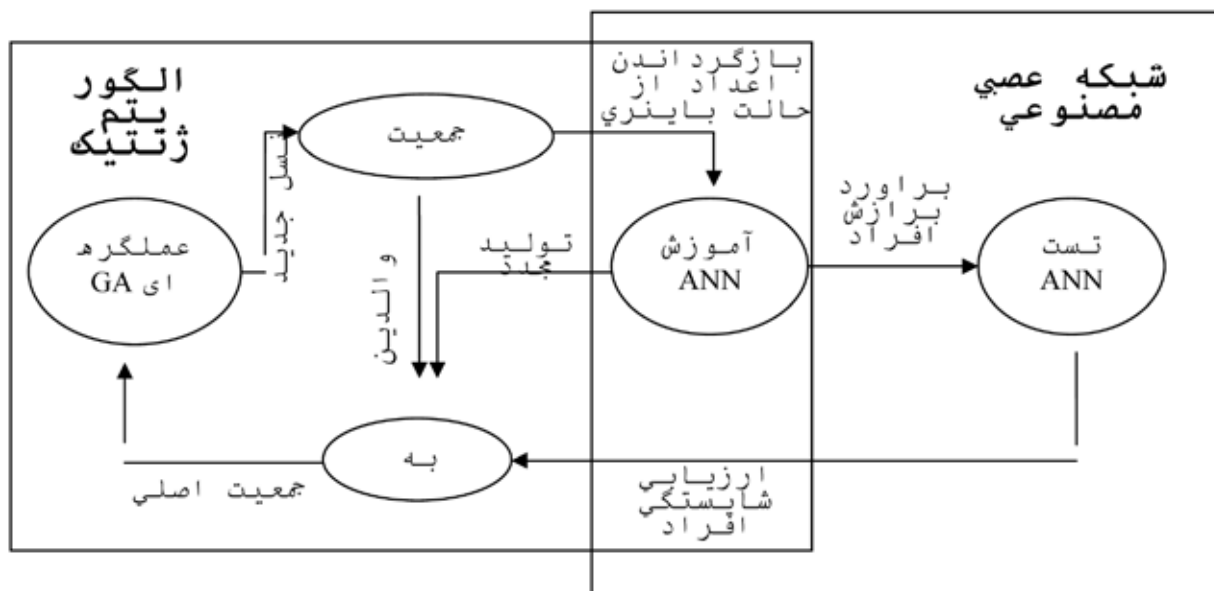 الگور
يتم
ژنتيک
شبکه عصبي
مصنوعي
بازگرداندن
اعداد از
حالت باينري
جمعيت
نسل جديد
عملگره
ای GA
والدين
توليد
مجدد
آموزش
ANN
براورد
برازش
افراد
تست
ANN
به
جمعيت اصلي
ارزيابي
شايستگي
افراد